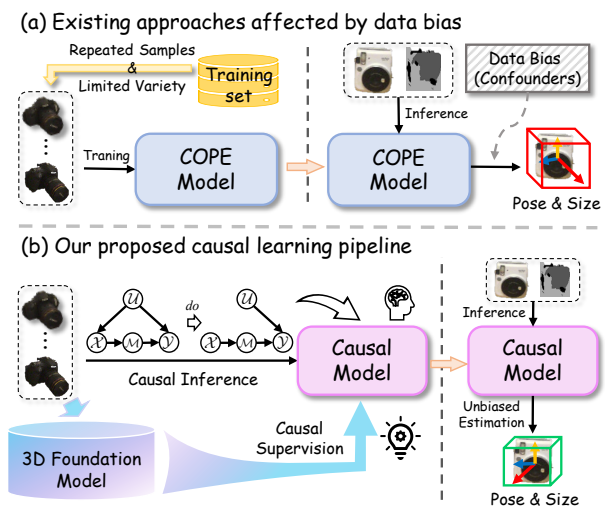 (a) Existing approaches affected by data bias
Repeated Samples
&
Limited Variety
Training
set
Data Bias
(Confounders)
Inference
Traning
COPE
Model
COPE
Model
Pose & Size
(b) Our proposed causal learning pipeline
U
X M Y
do
U
X M Y
Causal Inference
Causal
Model
Inference
Causal
Model
Causal
Supervision
Unbiased
Estimation
3D Foundation
Model
Pose & Size